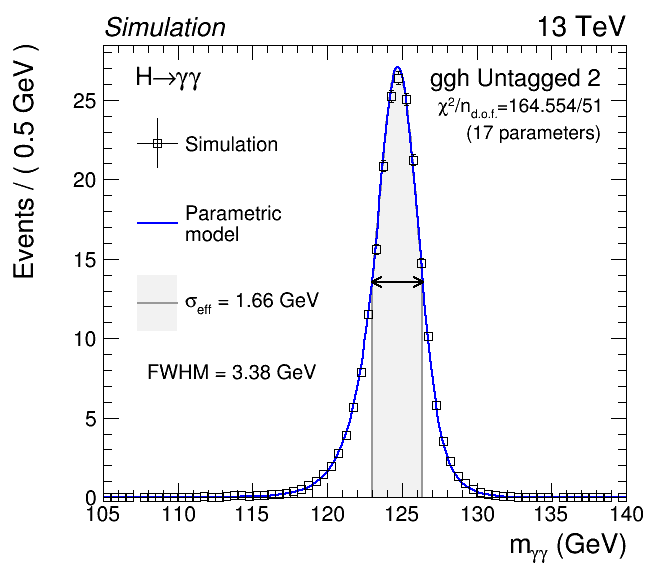 Simulation 13 TeV
H→γγ
ggh Untagged 2
χ²/n_d.o.f.=164.554/51
(17 parameters)
Simulation
Parametric
model
σ_eff = 1.66 GeV
FWHM = 3.38 GeV
Events / ( 0.5 GeV )
25
20
15
10
5
0
105 110 115 120 125 130 135 140
m_γγ (GeV)